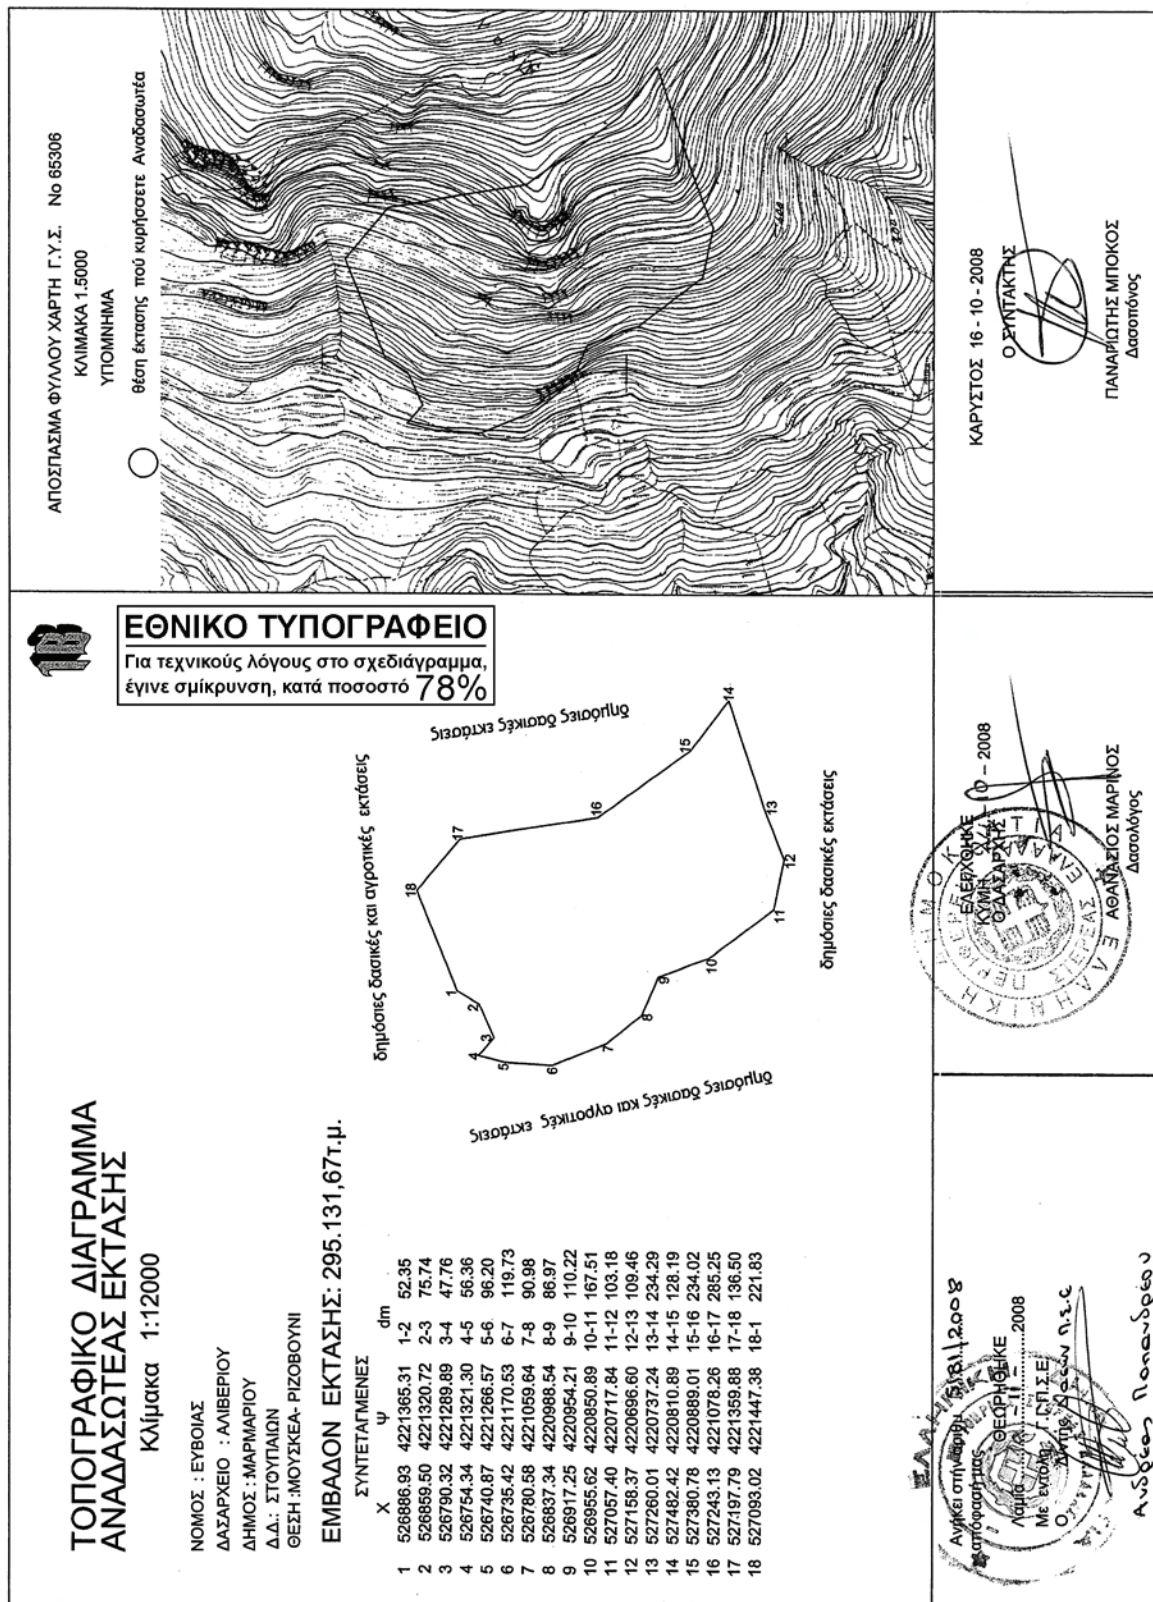 ΤΟΠΟΓΡΑΦΙΚΟ ΔΙΑΓΡΑΜΜΑ
ΑΝΑΔΑΣΩΤΕΑΣ ΕΚΤΑΣΗΣ
Κλίμακα 1:12000
ΝΟΜΟΣ : ΕΥΒΟΙΑΣ
ΔΑΣΑΡΧΕΙΟ : ΑΛΙΒΕΡΙΟΥ
ΔΗΜΟΣ : ΜΑΡΜΑΡΙΟΥ
Δ.Δ.: ΣΤΟΥΠΑΙΩΝ
ΘΕΣΗ :ΜΟΥΣΚΕΑ- ΡΙΖΟΒΟΥΝΙ
ΕΜΒΑΔΟΝ ΕΚΤΑΣΗΣ: 295.131,67τ.μ.
ΣΥΝΤΕΤΑΓΜΕΝΕΣ
Χ Ψ dm
1 526886.93 4221365.31 1-2 52.35
2 526859.50 4221320.72 2-3 75.74
3 526790.32 4221289.89 3-4 47.76
4 526754.34 4221321.30 4-5 56.36
5 526740.87 4221266.57 5-6. 96.20
6 526735.42 4221170.53 6-7 119.73
7 526780.58 4221059.64 7-8 90.98
8 526837.34 4220988.54 8-9 86.97
9 526917.25 4220954.21 9-10 110.22
10 526955.62 4220850.89 10-11 167.51
11 527057.40 4220717.84 11-12 103.18
12 527158.37 4220696.60 12-13 109.46
13 527260.01 4220737.24 13-14 234.29
14 527482.42 4220810.89 14-15 128.19
15 527380.78 4220889.01 15-16 234.02
16 527243.13 4221078.26 16-17 285.25
17 527197.79 4221359.88 17-18 136.50
18 527093.02 4221447.38 18-1 221.83
ΕΘΝΙΚΟ ΤΥΠΟΓΡΑΦΕΙΟ
Για τεχνικούς λόγους στο σχεδιάγραμμα,
έγινε σμίκρυνση, κατά ποσοστό 78%
δημόσιες δασικές και αγροτικές εκτάσεις
δημόσιες δασικές εκτάσεις
δημόσιες δασικές εκτάσεις
δημόσιες δασικές και αγροτικές εκτάσεις
1
2
3
4
5
6
7
8
9
10
11
12
13
14
15
16
17
18
ΑΠΟΣΠΑΣΜΑ ΦΥΛΛΟΥ ΧΑΡΤΗ Γ.Υ.Σ. Νο 65306
ΚΛΙΜΑΚΑ 1:5000
ΥΠΟΜΝΗΜΑ
θέση έκτασης πού κυρήσσετε Αναδασωτέα
Ανήκει στην αριθμ. /2008
απόφαση μας
ΘΕΩΡΗΘΗΚΕ
Λαμία 2008
Με εντολή Γ.Γ.Π.Σ.Ε.
Ο Δντης Δασών Π.Σ.Ε
Ανδρέας Παπανδρέου
ΕΛΕΓΧΘΗΚΕ
ΚΥΜΗ 24 - 10 - 2008
Ο ΔΑΣΑΡΧΗΣ
ΕΛΛΗΝΙΚΗ ΔΗΜΟΚΡΑΤΙΑ
ΑΘΑΝΑΣΙΟΣ ΜΑΡΙΝΟΣ
Δασολόγος
ΚΑΡΥΣΤΟΣ 16 - 10 - 2008
Ο ΣΥΝΤΑΚΤΗΣ
ΠΑΝΑΡΙΩΤΗΣ ΜΠΟΚΟΣ
Δασοπόνος